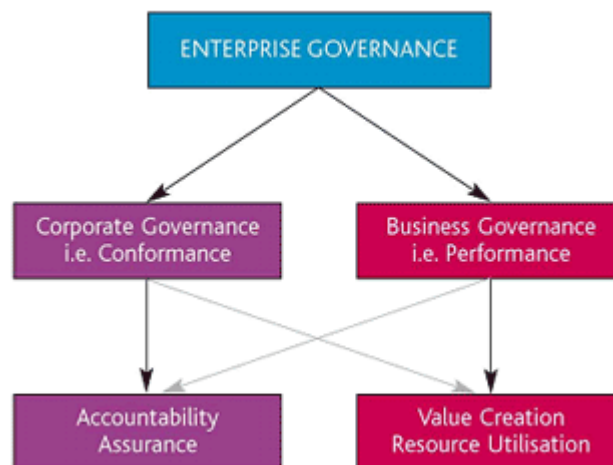 ENTERPRISE GOVERNANCE
Corporate Governance
i.e. Conformance
Business Governance
i.e. Performance
Accountability
Assurance
Value Creation
Resource Utilisation